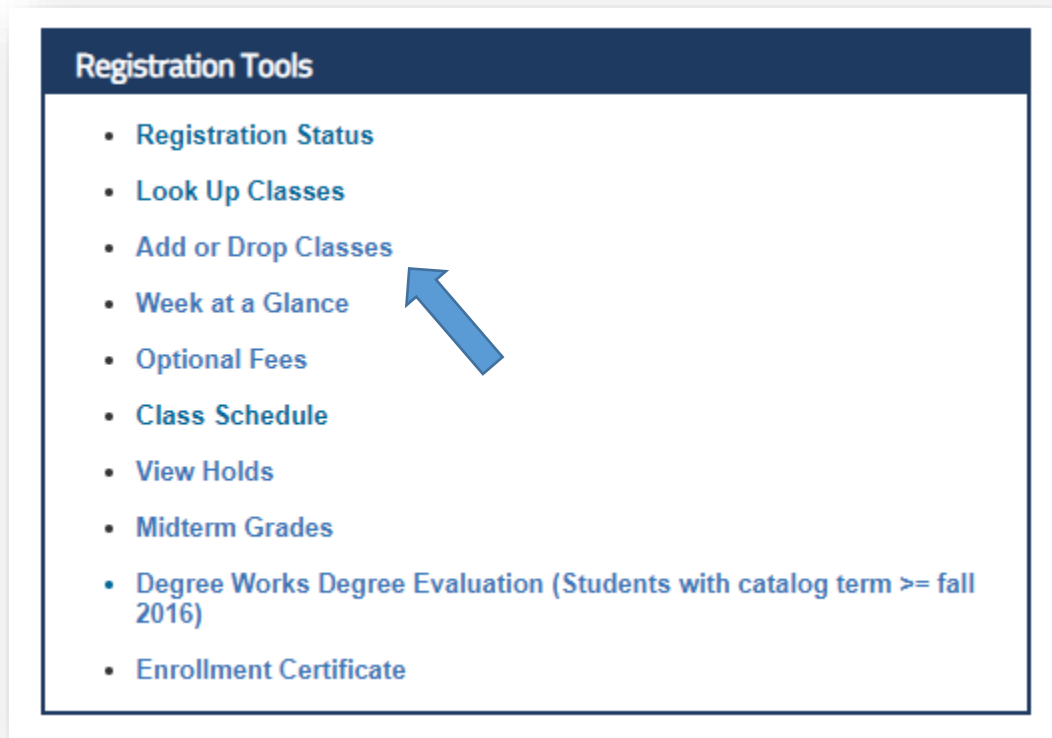 Registration Tools
Registration Status
Look Up Classes
Add or Drop Classes
Week at a Glance
Optional Fees
Class Schedule
View Holds
Midterm Grades
Degree Works Degree Evaluation (Students with catalog term >= fall
2016)
Enrollment Certificate